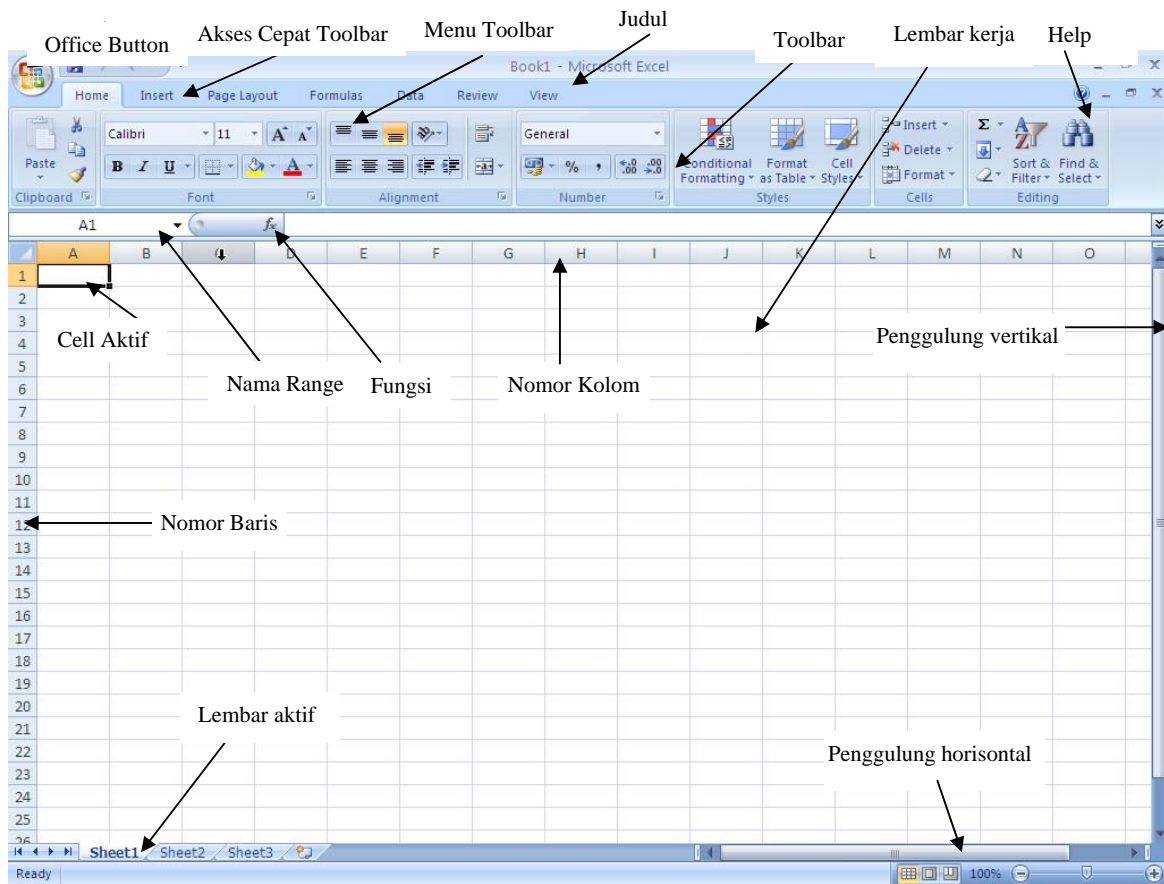 Judul
Office Button
Akses Cepat Toolbar
Menu Toolbar
Toolbar
Lembar kerja
Help
Book1 - Microsoft Excel
Home Insert Page Layout Formulas Data Review View
Calibri 11 General
Insert
Delete
Format
Paste
B I U
%
Conditional Formatting
Format as Table
Cell Styles
Sort & Filter
Find & Select
Clipboard Font Alignment Number Styles Cells Editing
A1 fx
A B C D E F G H I J K L M N O
1
2
3
Cell Aktif
Penggulung vertikal
4
5
Nama Range
Fungsi
Nomor Kolom
6
7
8
9
10
11
12
Nomor Baris
13
14
15
16
17
18
19
20
Lembar aktif
21
22
Penggulung horisontal
23
24
25
26
Sheet1 Sheet2 Sheet3
Ready 100%